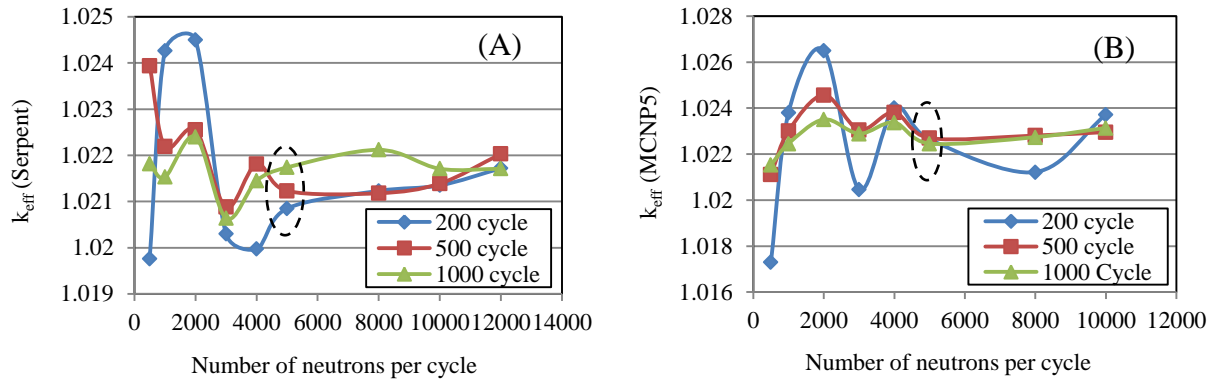 (A)
k_eff (Serpent)
1.025
1.024
1.023
1.022
1.021
1.02
1.019
0 2000 4000 6000 8000 10000 12000 14000
Number of neutrons per cycle
200 cycle
500 cycle
1000 cycle
(B)
k_eff (MCNP5)
1.028
1.026
1.024
1.022
1.02
1.018
1.016
0 2000 4000 6000 8000 10000 12000
Number of neutrons per cycle
200 cycle
500 cycle
1000 Cycle